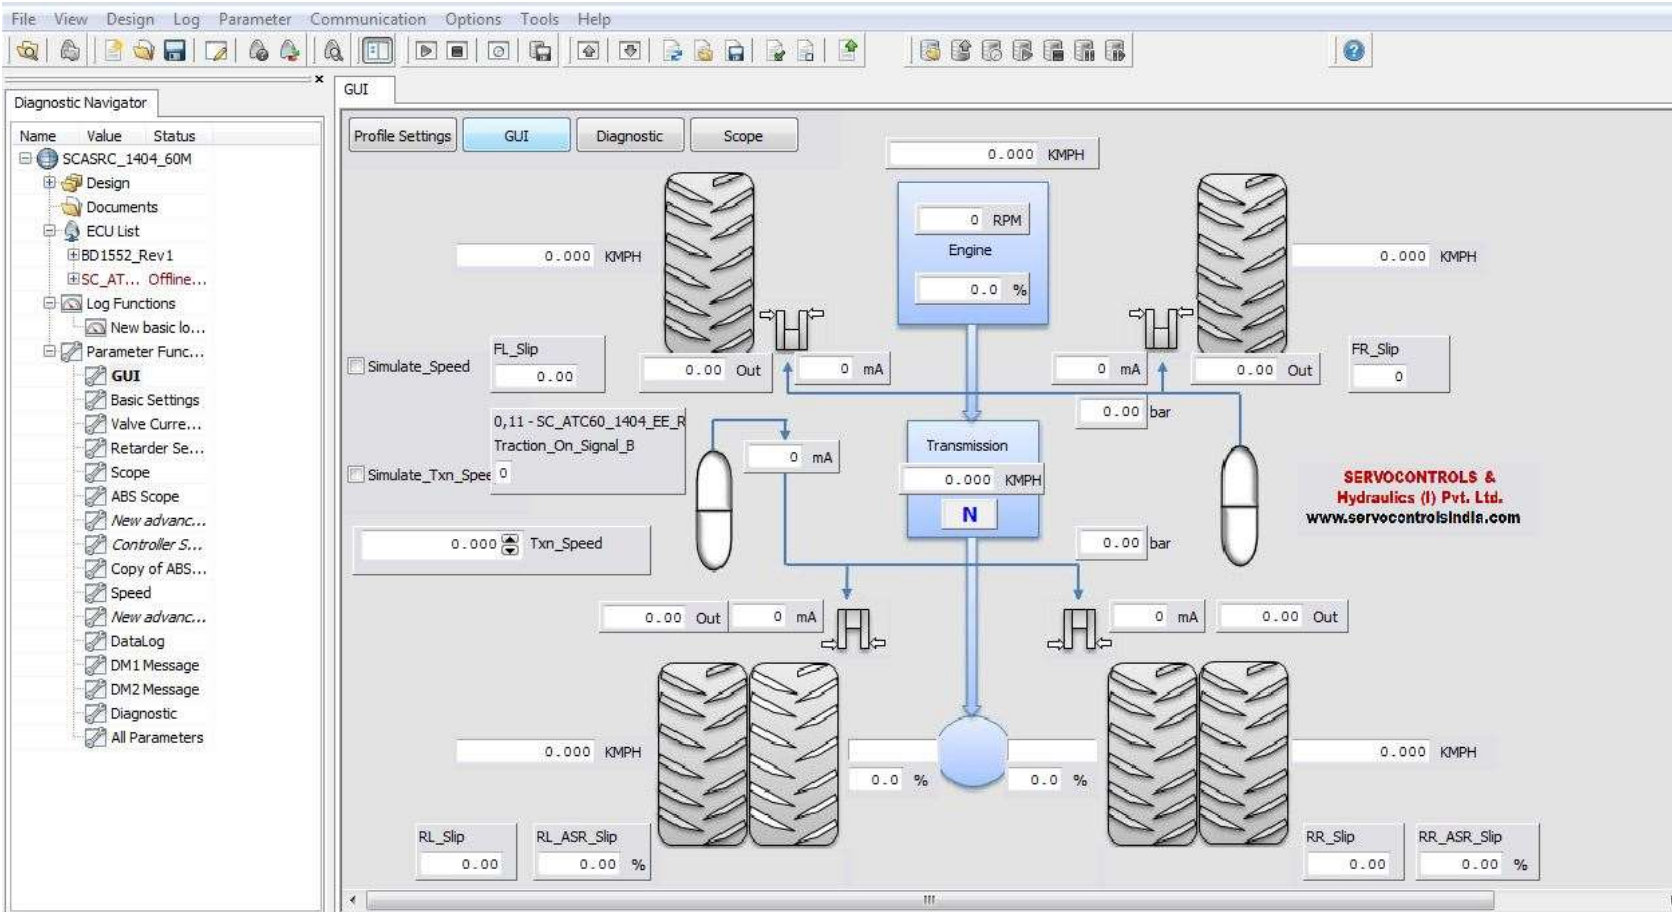 File View Design Log Parameter Communication Options Tools Help
Diagnostic Navigator
Name Value Status
SCASRC_1404_60M
Design
Documents
ECU List
BD1552_Rev1
SC_AT... Offline...
Log Functions
New basic lo...
Parameter Func...
GUI
Basic Settings
Valve Curre...
Retarder Se...
Scope
ABS Scope
New advanc...
Controller S...
Copy of ABS...
Speed
New advanc...
DataLog
DM1 Message
DM2 Message
Diagnostic
All Parameters
GUI
Profile Settings GUI Diagnostic Scope
0.000 KMPH
0 RPM
Engine
0.0 %
0.000 KMPH
0.000 KMPH
Simulate_Speed
FL_Slip
0.00
0.00 Out 0 mA
0 mA 0.00 Out
FR_Slip
0
0.00 bar
0,11 - SC_ATC60_1404_EE_R
Traction_On_Signal_B
0
Simulate_Txn_Spee
0 mA
Transmission
0.000 KMPH
N
SERVOCONTROLS &
Hydraulics (I) Pvt. Ltd.
www.servocontrolsindia.com
0.000 Txn_Speed
0.00 bar
0.00 Out 0 mA
0 mA 0.00 Out
0.000 KMPH
0.0 %
0.0 %
0.000 KMPH
RL_Slip
0.00
RL_ASR_Slip
0.00 %
RR_Slip
0.00
RR_ASR_Slip
0.00 %